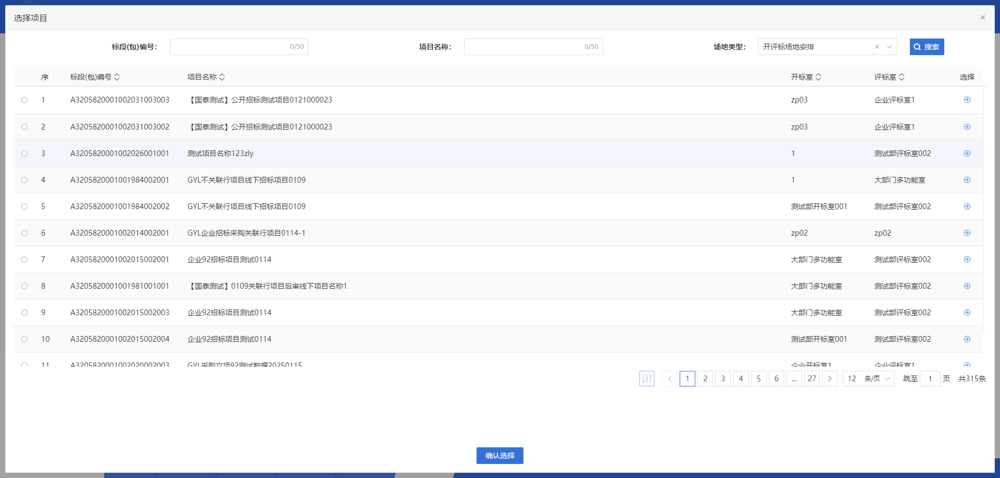 选择项目
标段(包)编号： 0/50 项目名称： 0/50 场地类型： 开评标场地安排 搜索
序 标段(包)编号 项目名称 开标室 评标室 选择
1 A3205820001002031003003 【国泰测试】公开招标测试项目0121000023 zp03 企业评标室1
2 A3205820001002031003002 【国泰测试】公开招标测试项目0121000023 zp03 企业评标室1
3 A3205820001002026001001 测试项目名称123zly 1 测试部评标室002
4 A3205820001001984002001 GYL不关联行项目线下招标项目0109 1 大部门多功能室
5 A3205820001001984002002 GYL不关联行项目线下招标项目0109 测试部开标室001 测试部评标室002
6 A3205820001002014002001 GYL企业招标采购关联行项目0114-1 zp02 zp02
7 A3205820001002015002001 企业92招标项目测试0114 大部门多功能室 测试部评标室002
8 A3205820001001981001001 【国泰测试】0109关联行项目后审线下项目名称1 大部门多功能室 测试部评标室002
9 A3205820001002015002003 企业92招标项目测试0114 大部门多功能室 测试部评标室002
10 A3205820001002015002004 企业92招标项目测试0114 测试部开标室001 测试部评标室002
11 A3205820001002020002003 GYL采购立项92测试数据20250115 企业开标室1 企业评标室1
1 2 3 4 5 6 ... 27 12 条/页 跳至 1 页 共315条
确认选择